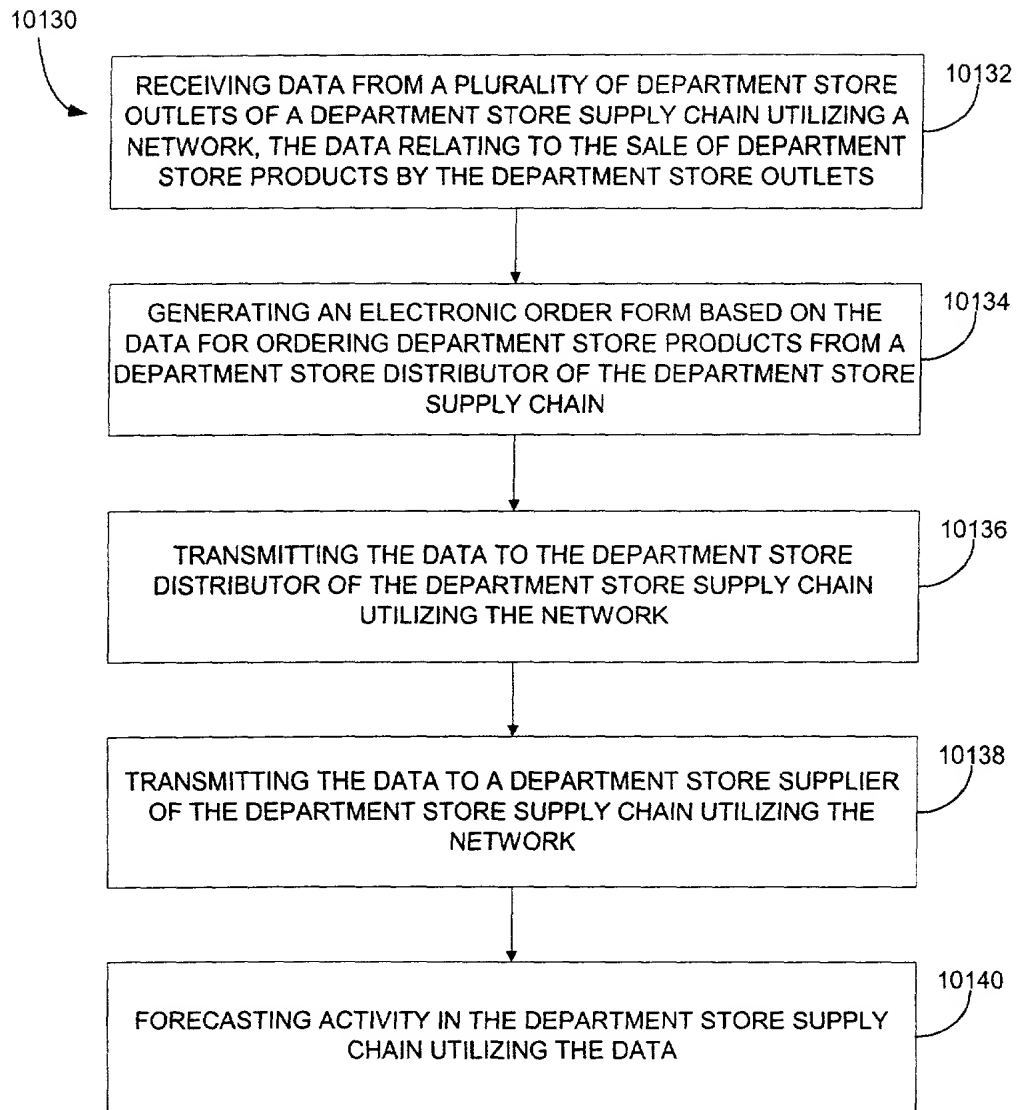 10130
RECEIVING DATA FROM A PLURALITY OF DEPARTMENT STORE
OUTLETS OF A DEPARTMENT STORE SUPPLY CHAIN UTILIZING A
NETWORK, THE DATA RELATING TO THE SALE OF DEPARTMENT
STORE PRODUCTS BY THE DEPARTMENT STORE OUTLETS
10132
GENERATING AN ELECTRONIC ORDER FORM BASED ON THE
DATA FOR ORDERING DEPARTMENT STORE PRODUCTS FROM A
DEPARTMENT STORE DISTRIBUTOR OF THE DEPARTMENT STORE
SUPPLY CHAIN
10134
TRANSMITTING THE DATA TO THE DEPARTMENT STORE
DISTRIBUTOR OF THE DEPARTMENT STORE SUPPLY CHAIN
UTILIZING THE NETWORK
10136
TRANSMITTING THE DATA TO A DEPARTMENT STORE SUPPLIER
OF THE DEPARTMENT STORE SUPPLY CHAIN UTILIZING THE
NETWORK
10138
FORECASTING ACTIVITY IN THE DEPARTMENT STORE SUPPLY
CHAIN UTILIZING THE DATA
10140